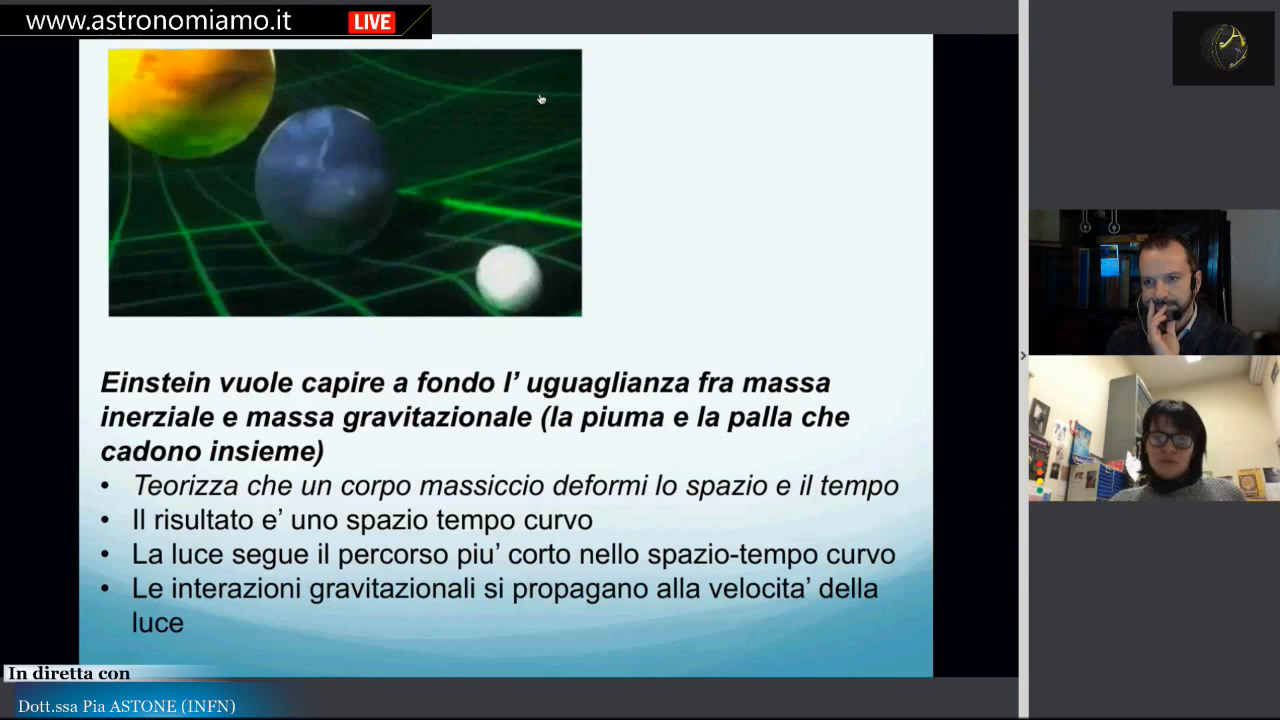 www.astronomiamo.it LIVE
Einstein vuole capire a fondo l’ uguaglianza fra massa
inerziale e massa gravitazionale (la piuma e la palla che
cadono insieme)
• Teorizza che un corpo massiccio deformi lo spazio e il tempo
• Il risultato e’ uno spazio tempo curvo
• La luce segue il percorso piu’ corto nello spazio-tempo curvo
• Le interazioni gravitazionali si propagano alla velocita’ della
luce
In diretta con
Dott.ssa Pia ASTONE (INFN)